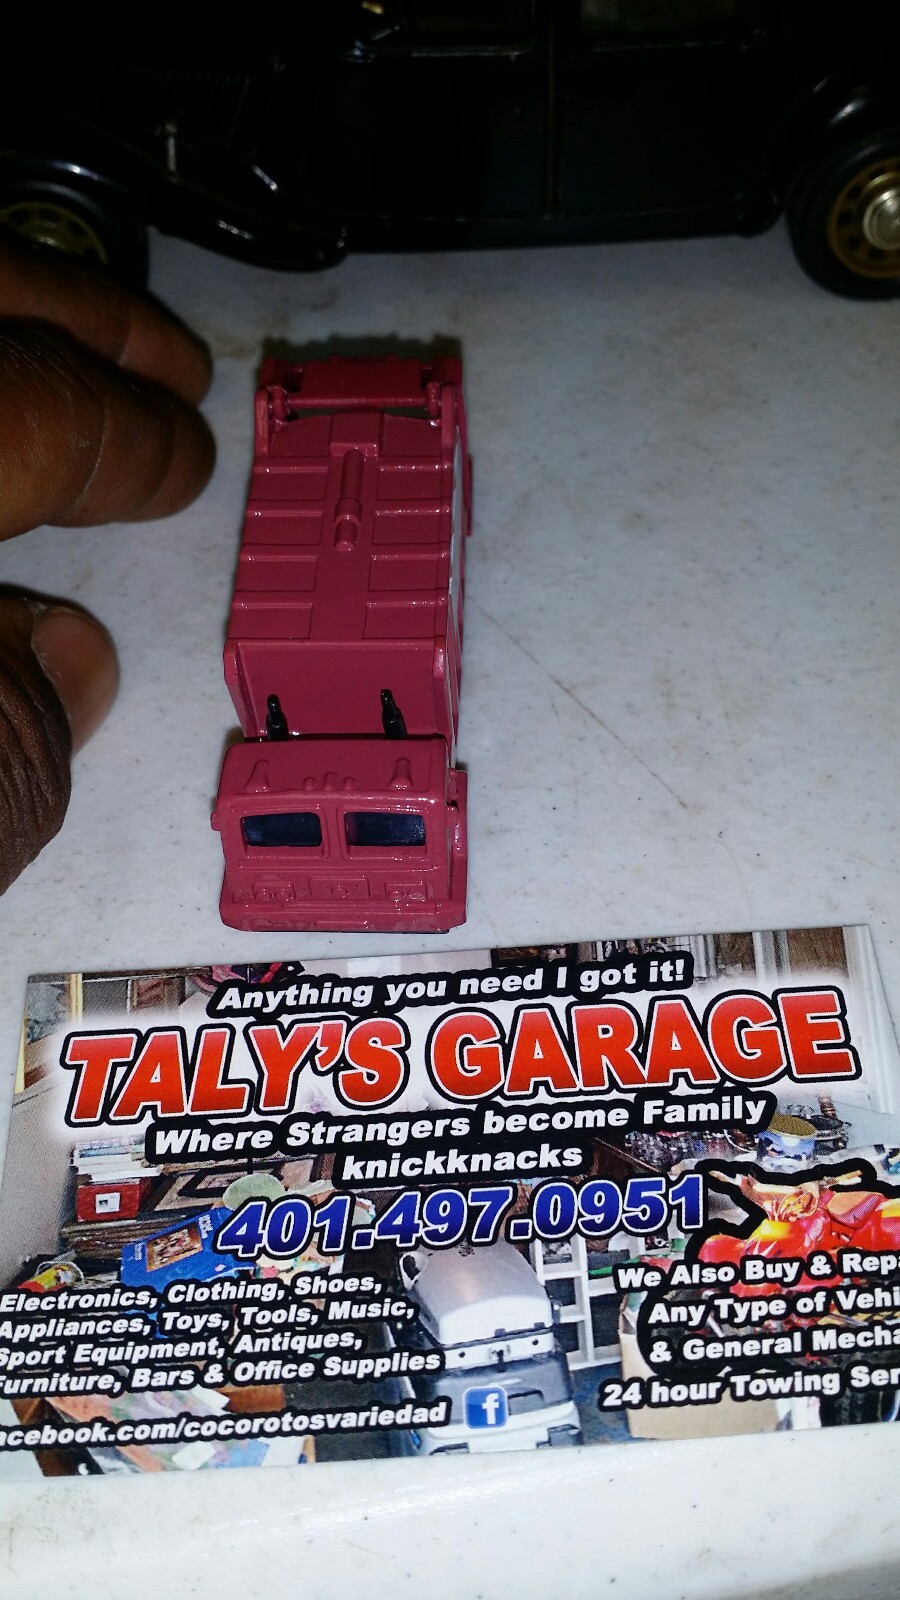 Anything you need I got it!
TALY'S GARAGE
Where Strangers become Family
knickknacks
401.497.0951
Electronics, Clothing, Shoes,
Appliances, Toys, Tools, Music,
Sport Equipment, Antiques,
Furniture, Bars & Office Supplies
acebook.com/cocorotosvariedad
f
We Also Buy & Repa
Any Type of Vehi
& General Mecha
24 hour Towing Ser